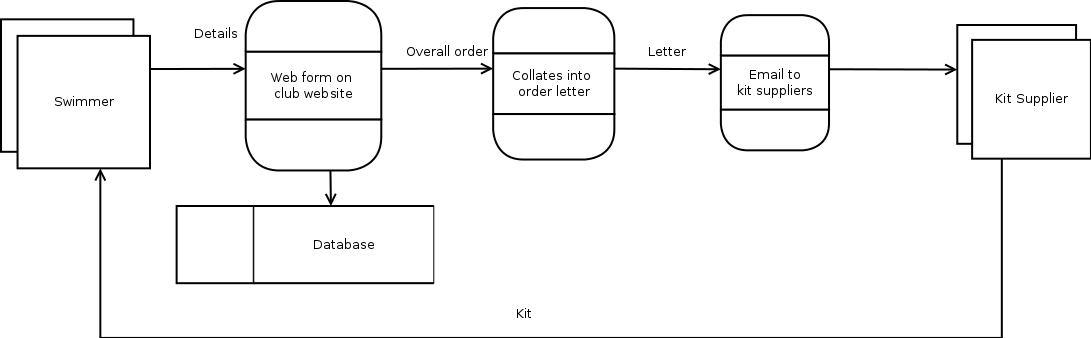 Details
Overall order
Letter
Swimmer
Web form on
club website
Collates into
order letter
Email to
kit suppliers
Kit Supplier
Database
Kit